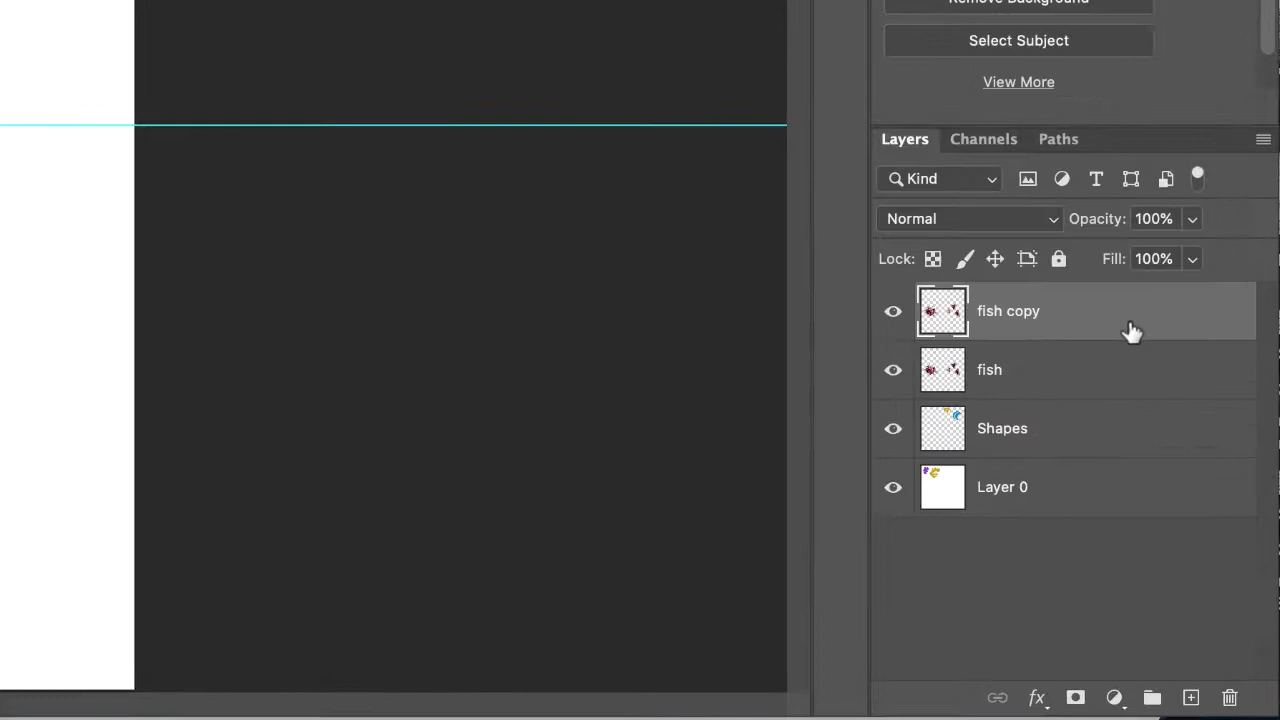 Remove Background
Select Subject
View More
Layers Channels Paths
Kind
Normal Opacity: 100%
Lock: Fill: 100%
fish copy
fish
Shapes
Layer 0
fx